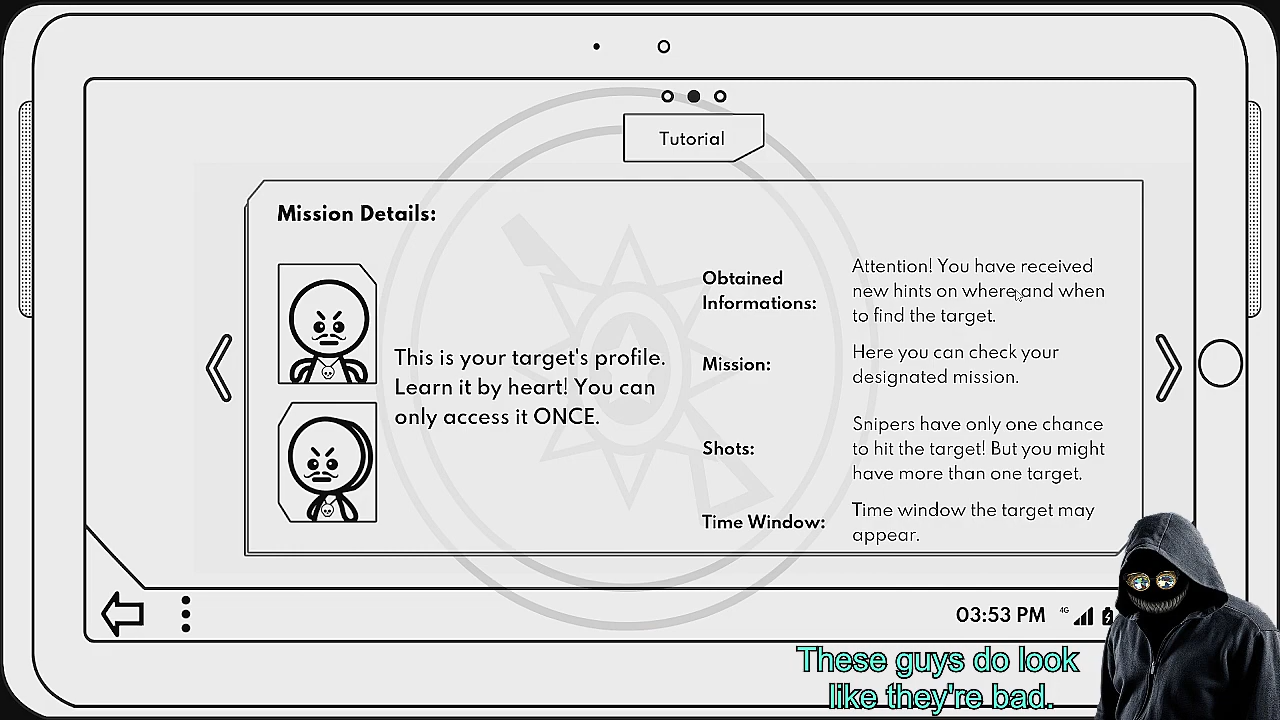 Tutorial
Mission Details:
This is your target's profile.
Learn it by heart! You can
only access it ONCE.
Obtained
Informations:
Attention! You have received
new hints on where and when
to find the target.
Mission:
Here you can check your
designated mission.
Shots:
Snipers have only one chance
to hit the target! But you might
have more than one target.
Time Window:
Time window the target may
appear.
03:53 PM 4G
These guys do look
like they're bad.